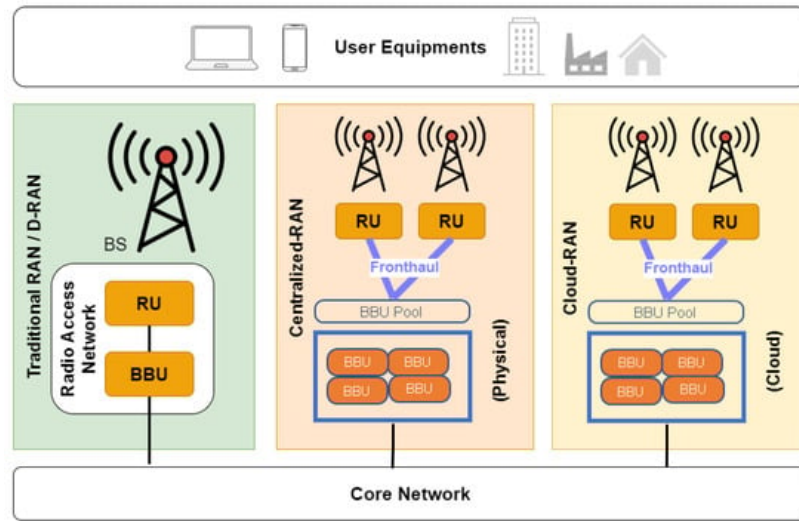 User Equipments
Traditional RAN / D-RAN
BS
Radio Access
Network
RU
BBU
Centralized-RAN
RU
RU
Fronthaul
BBU Pool
BBU
BBU
BBU
BBU
(Physical)
Cloud-RAN
RU
RU
Fronthaul
BBU Pool
BBU
BBU
BBU
BBU
(Cloud)
Core Network